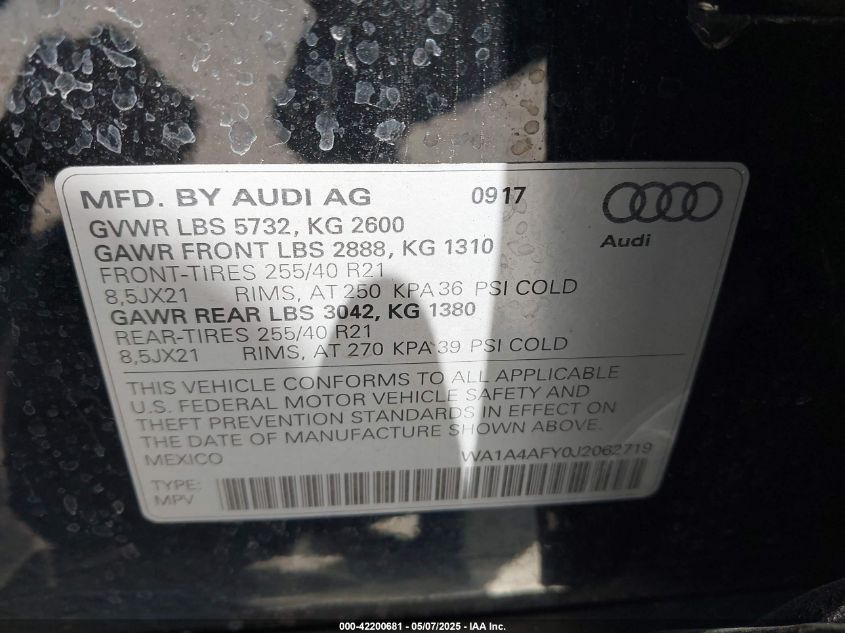 MFD. BY AUDI AG 0917
GVWR LBS 5732, KG 2600
GAWR FRONT LBS 2888, KG 1310
FRONT-TIRES 255/40 R21
8,5JX21 RIMS, AT 250 KPA 36 PSI COLD
GAWR REAR LBS 3042, KG 1380
REAR-TIRES 255/40 R21
8,5JX21 RIMS, AT 270 KPA 39 PSI COLD
Audi
THIS VEHICLE CONFORMS TO ALL APPLICABLE
U.S. FEDERAL MOTOR VEHICLE SAFETY AND
THEFT PREVENTION STANDARDS IN EFFECT ON
THE DATE OF MANUFACTURE SHOWN ABOVE.
MEXICO WA1A4AFY0J2062719
TYPE:
MPV
000-42200681 - 05/07/2025 - IAA Inc.